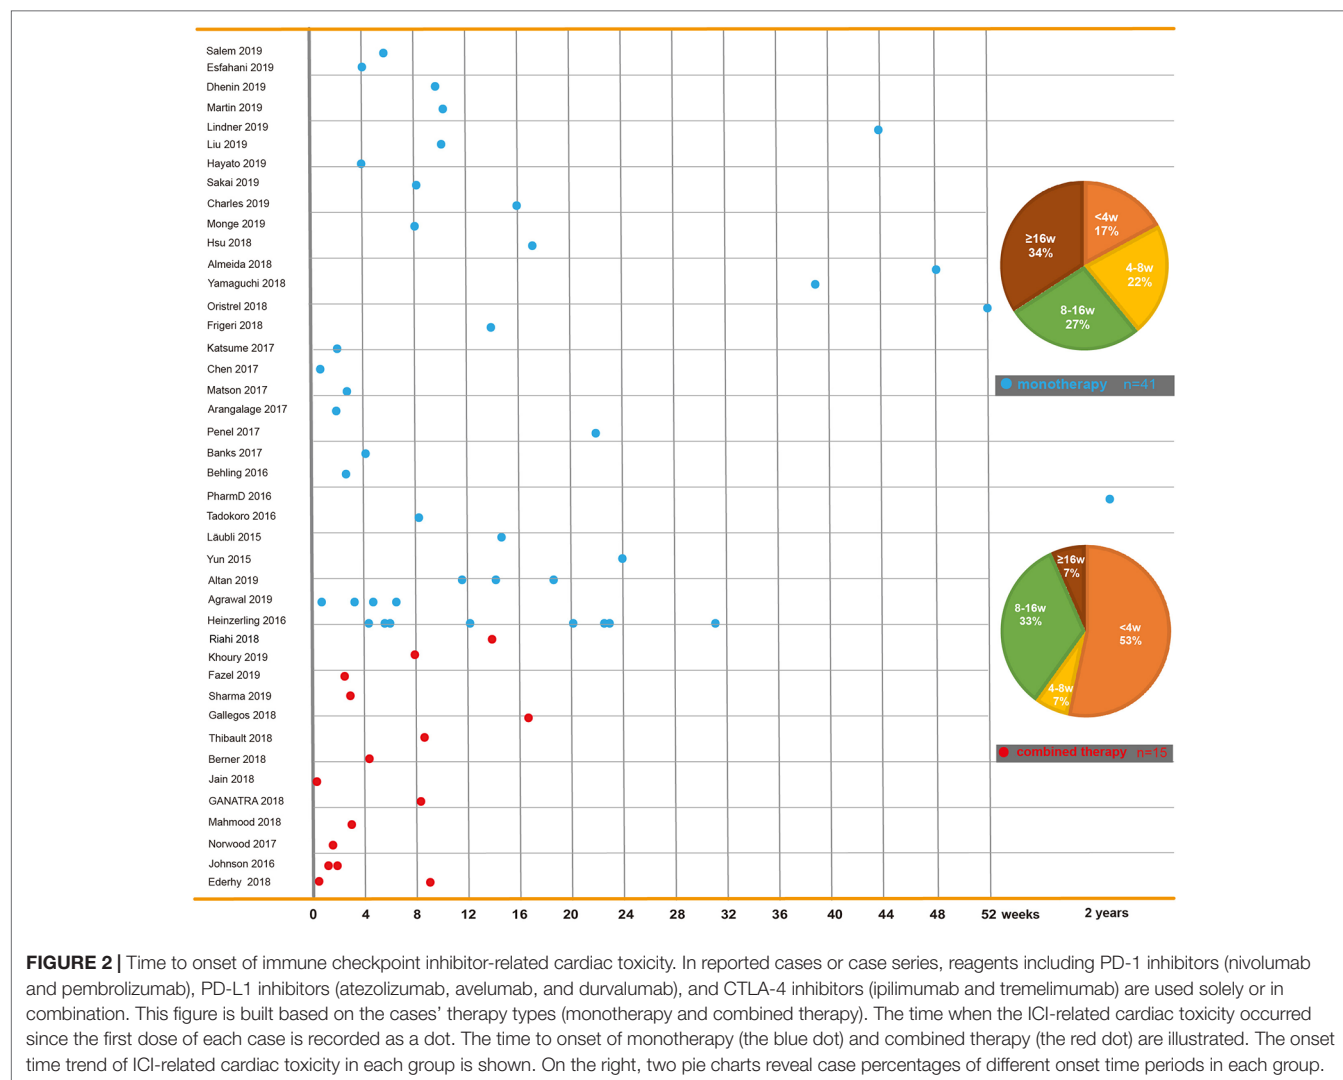 Salem 2019
Esfahani 2019
Dhenin 2019
Martin 2019
Lindner 2019
Liu 2019
Hayato 2019
Sakai 2019
Charles 2019
Monge 2019
Hsu 2018
Almeida 2018
Yamaguchi 2018
Oristrel 2018
Frigeri 2018
Katsume 2017
Chen 2017
Matson 2017
Arangalage 2017
Penel 2017
Banks 2017
Behling 2016
PharmD 2016
Tadokoro 2016
Läubli 2015
Yun 2015
Altan 2019
Agrawal 2019
Heinzerling 2016
Riahi 2018
Khoury 2019
Fazel 2019
Sharma 2019
Gallegos 2018
Thibault 2018
Berner 2018
Jain 2018
GANATRA 2018
Mahmood 2018
Norwood 2017
Johnson 2016
Ederhy 2018
0 4 8 12 16 20 24 28 32 36 40 44 48 52 weeks 2 years
<4w
17%
4-8w
22%
8-16w
27%
≥16w
34%
monotherapy n=41
≥16w
7%
8-16w
33%
<4w
53%
4-8w
7%
combined therapy n=15
FIGURE 2 | Time to onset of immune checkpoint inhibitor-related cardiac toxicity. In reported cases or case series, reagents including PD-1 inhibitors (nivolumab
and pembrolizumab), PD-L1 inhibitors (atezolizumab, avelumab, and durvalumab), and CTLA-4 inhibitors (ipilimumab and tremelimumab) are used solely or in
combination. This figure is built based on the cases' therapy types (monotherapy and combined therapy). The time when the ICI-related cardiac toxicity occurred
since the first dose of each case is recorded as a dot. The time to onset of monotherapy (the blue dot) and combined therapy (the red dot) are illustrated. The onset
time trend of ICI-related cardiac toxicity in each group is shown. On the right, two pie charts reveal case percentages of different onset time periods in each group.